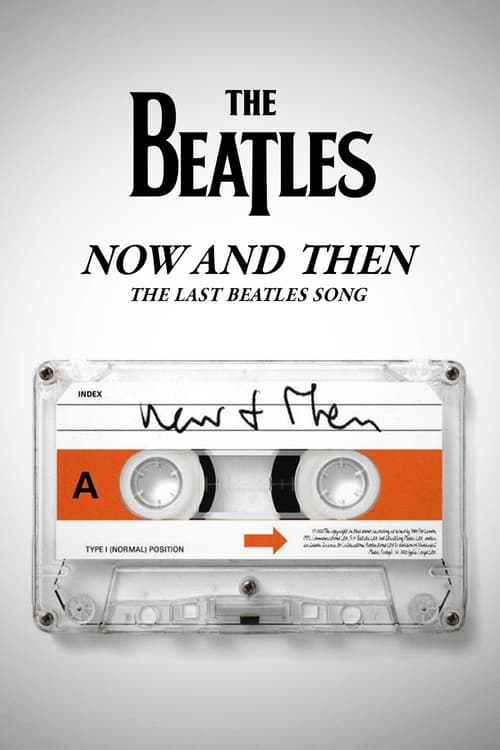 THE
BEATLES
NOW AND THEN
THE LAST BEATLES SONG
INDEX
Now & Then
A
TYPE I (NORMAL) POSITION